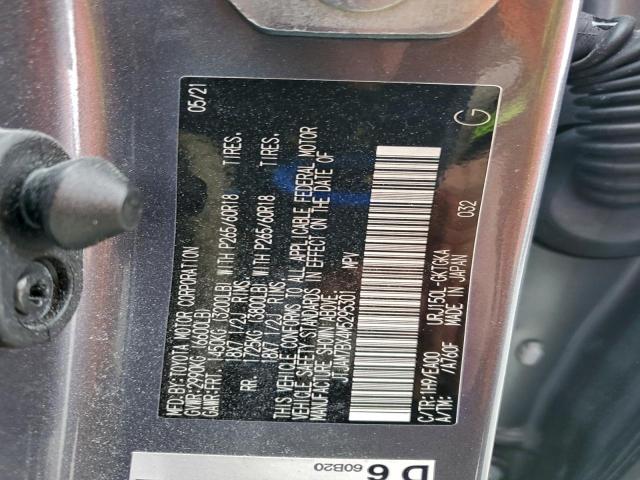 MFD. BY: TOYOTA MOTOR CORPORATION 05/21
GVWR: 2990KG (6600LB)
GAWR: FRT. 1450KG (3200LB) WITH P265/60R18 TIRES,
18X7 1/2J RIMS.
RR. 1725KG (3800LB) WITH P265/60R18 TIRES,
18X7 1/2J RIMS.
THIS VEHICLE CONFORMS TO ALL APPLICABLE FEDERAL MOTOR
VEHICLE SAFETY STANDARDS IN EFFECT ON THE DATE OF
MANUFACTURE SHOWN ABOVE.
MPV
C/TR: 1H9/EA00 URJ150L-GKTGKA 032
A/TM: /A760F MADE IN JAPAN
G
D 6
60B20